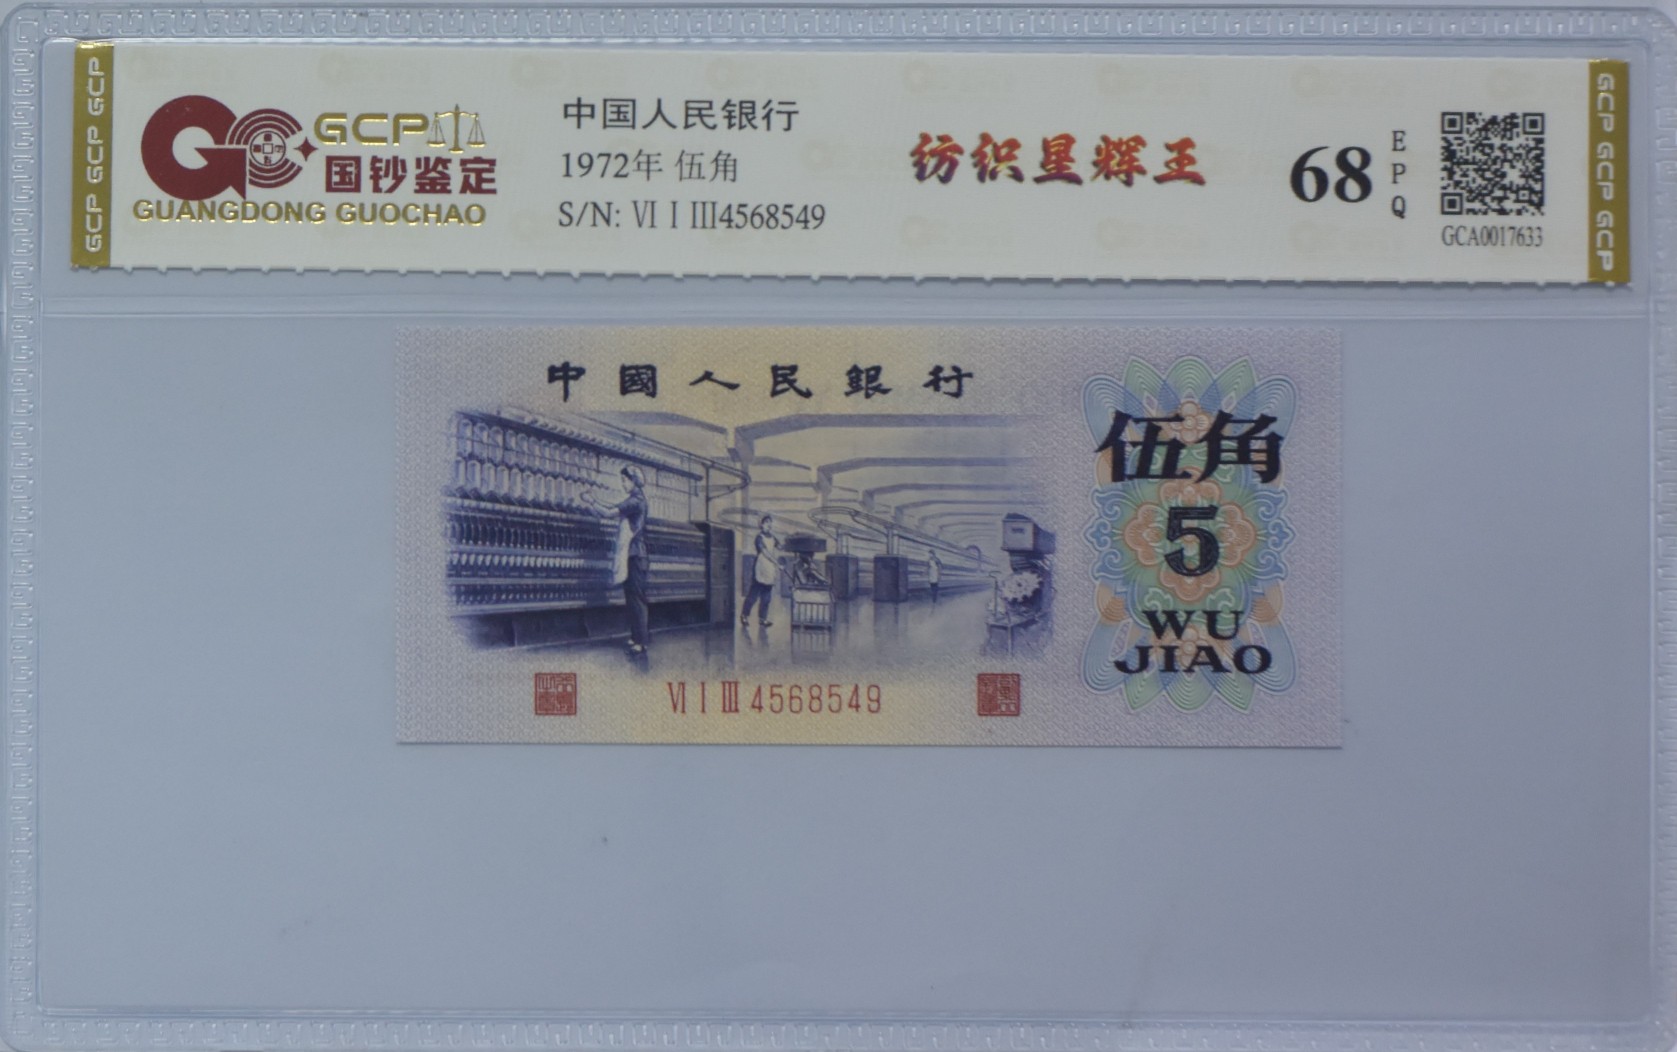 GCP GCP GCP
GCP
国钞鉴定
GUANGDONG GUOCHAO
中国人民银行
1972年 伍角
S/N: VI I III4568549
纺织星辉王
68
E
P
Q
GCA0017633
GCP GCP GCP
中國人民銀行
伍角
5
WU
JIAO
VI I III 4568549